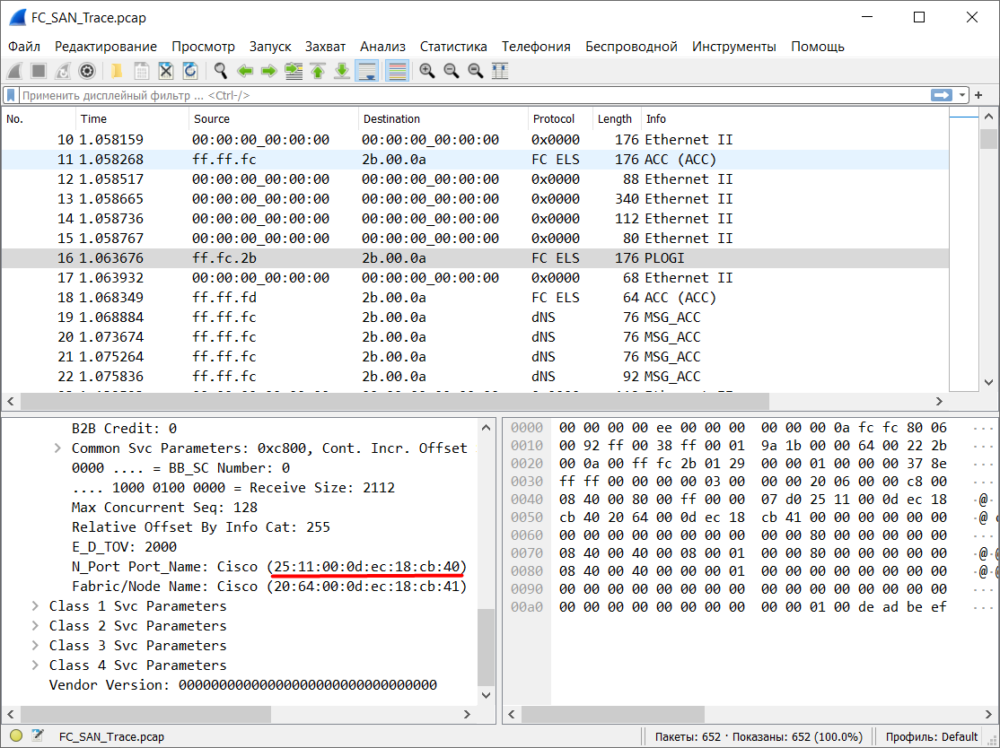 FC_SAN_Trace.pcap
Файл Редактирование Просмотр Запуск Захват Анализ Статистика Телефония Беспроводной Инструменты Помощь
Применить дисплейный фильтр ... <Ctrl-/>
No. Time Source Destination Protocol Length Info
10 1.058159 00:00:00_00:00:00 00:00:00_00:00:00 0x0000 176 Ethernet II
11 1.058268 ff.ff.fc 2b.00.0a FC ELS 176 ACC (ACC)
12 1.058517 00:00:00_00:00:00 00:00:00_00:00:00 0x0000 88 Ethernet II
13 1.058665 00:00:00_00:00:00 00:00:00_00:00:00 0x0000 340 Ethernet II
14 1.058736 00:00:00_00:00:00 00:00:00_00:00:00 0x0000 112 Ethernet II
15 1.058767 00:00:00_00:00:00 00:00:00_00:00:00 0x0000 80 Ethernet II
16 1.063676 ff.fc.2b 2b.00.0a FC ELS 176 PLOGI
17 1.063932 00:00:00_00:00:00 00:00:00_00:00:00 0x0000 68 Ethernet II
18 1.068349 ff.ff.fd 2b.00.0a FC ELS 64 ACC (ACC)
19 1.068884 ff.ff.fc 2b.00.0a dNS 76 MSG_ACC
20 1.073674 ff.ff.fc 2b.00.0a dNS 76 MSG_ACC
21 1.075264 ff.ff.fc 2b.00.0a dNS 76 MSG_ACC
22 1.075836 ff.ff.fc 2b.00.0a dNS 92 MSG_ACC
B2B Credit: 0
Common Svc Parameters: 0xc800, Cont. Incr. Offset
0000 .... = BB_SC Number: 0
.... 1000 0100 0000 = Receive Size: 2112
Max Concurrent Seq: 128
Relative Offset By Info Cat: 255
E_D_TOV: 2000
N_Port Port_Name: Cisco (25:11:00:0d:ec:18:cb:40)
Fabric/Node Name: Cisco (20:64:00:0d:ec:18:cb:41)
Class 1 Svc Parameters
Class 2 Svc Parameters
Class 3 Svc Parameters
Class 4 Svc Parameters
Vendor Version: 00000000000000000000000000000000
0000 00 00 00 00 ee 00 00 00 00 00 00 0a fc fc 80 06 ...
0010 00 92 ff 00 38 ff 00 01 9a 1b 00 00 64 00 22 2b ...
0020 00 0a 00 ff fc 2b 01 29 00 00 01 00 00 00 37 8e ...
0030 ff ff 00 00 00 00 03 00 00 00 20 06 00 00 c8 00 ...
0040 08 40 00 80 00 ff 00 00 07 d0 25 11 00 0d ec 18 ·@·
0050 cb 40 20 64 00 0d ec 18 cb 41 00 00 00 00 00 00 ·@
0060 00 00 00 00 00 00 00 00 00 00 80 00 00 00 00 00 ...
0070 08 40 00 40 00 08 00 01 00 00 80 00 00 00 00 00 ·@·
0080 08 40 00 40 00 00 00 01 00 00 00 00 00 00 00 00 ·@·
0090 00 00 00 00 00 00 00 00 00 00 00 00 00 00 00 00 ...
00a0 00 00 00 00 00 00 00 00 00 00 01 00 de ad be ef ...
FC_SAN_Trace.pcap Пакеты: 652 · Показаны: 652 (100.0%) Профиль: Default